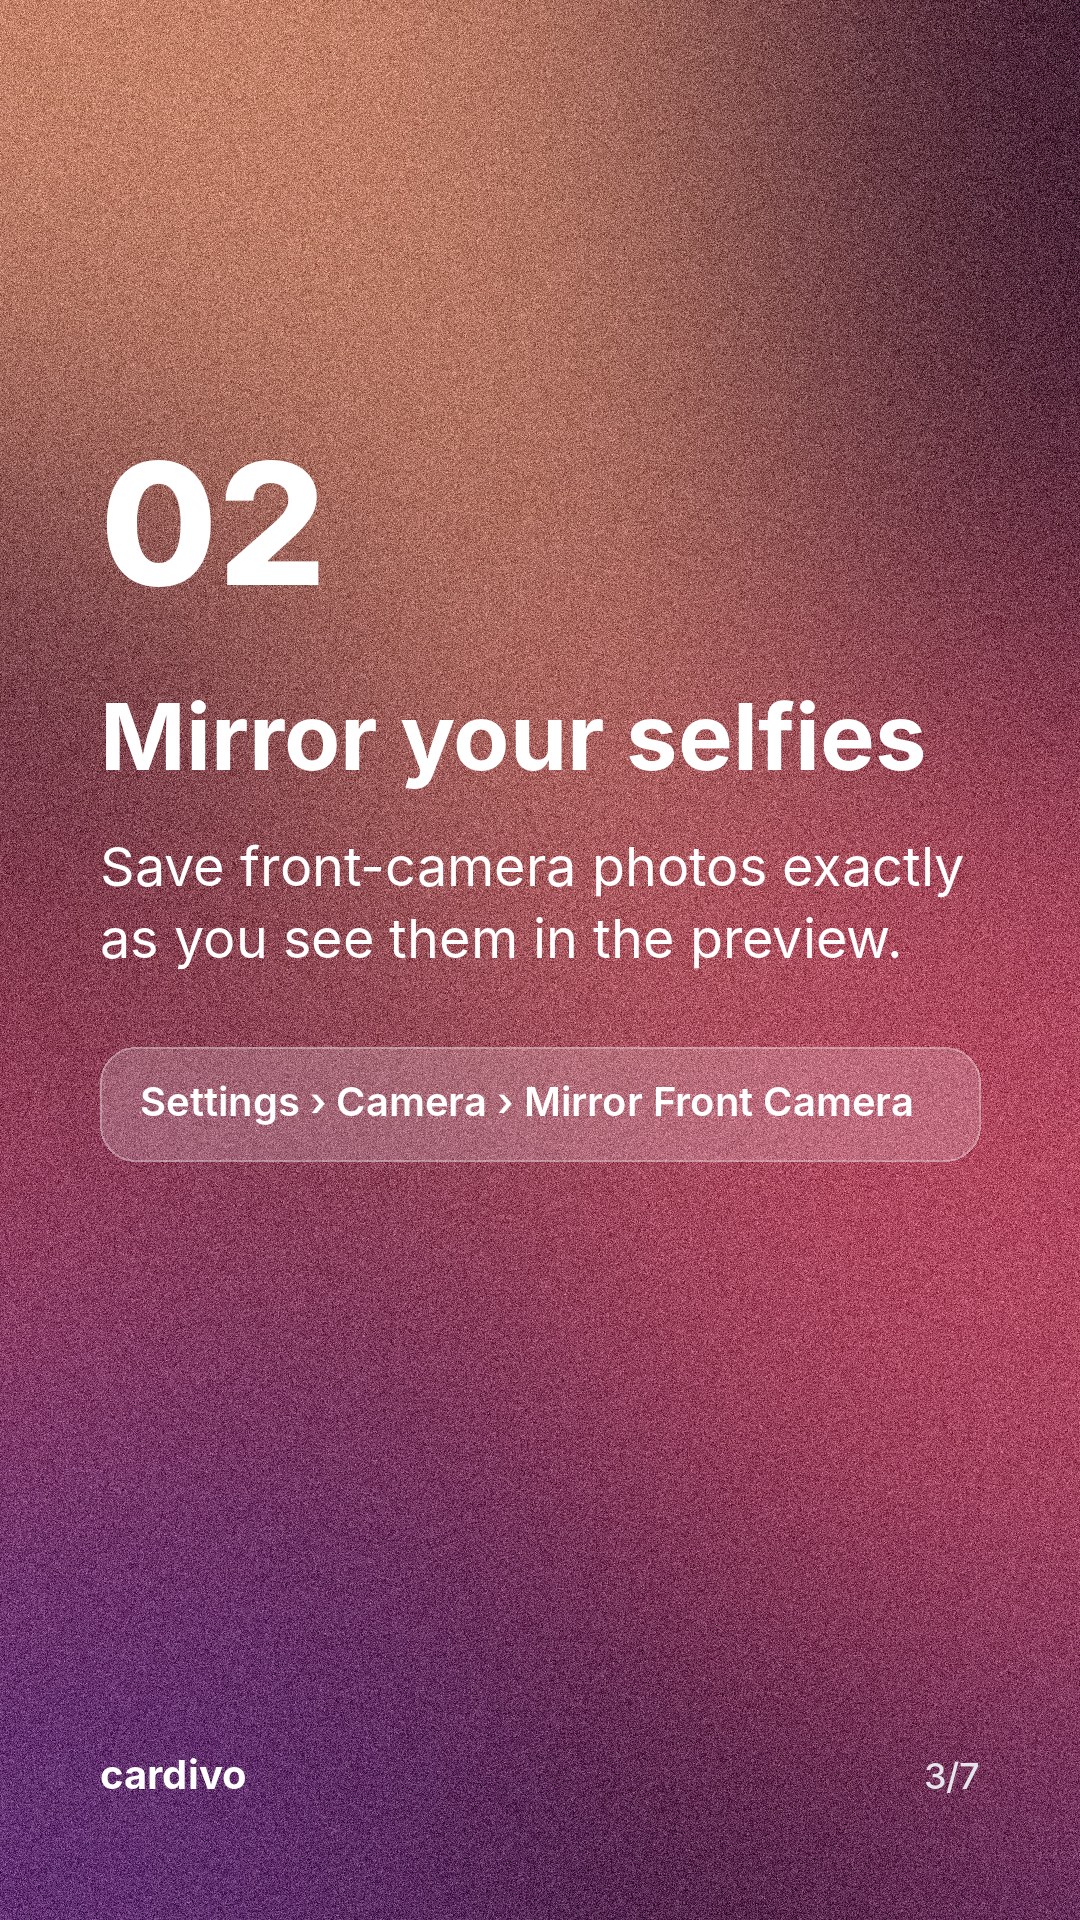 02
Mirror your selfies
Save front-camera photos exactly
as you see them in the preview.
Settings › Camera › Mirror Front Camera
cardivo
3/7